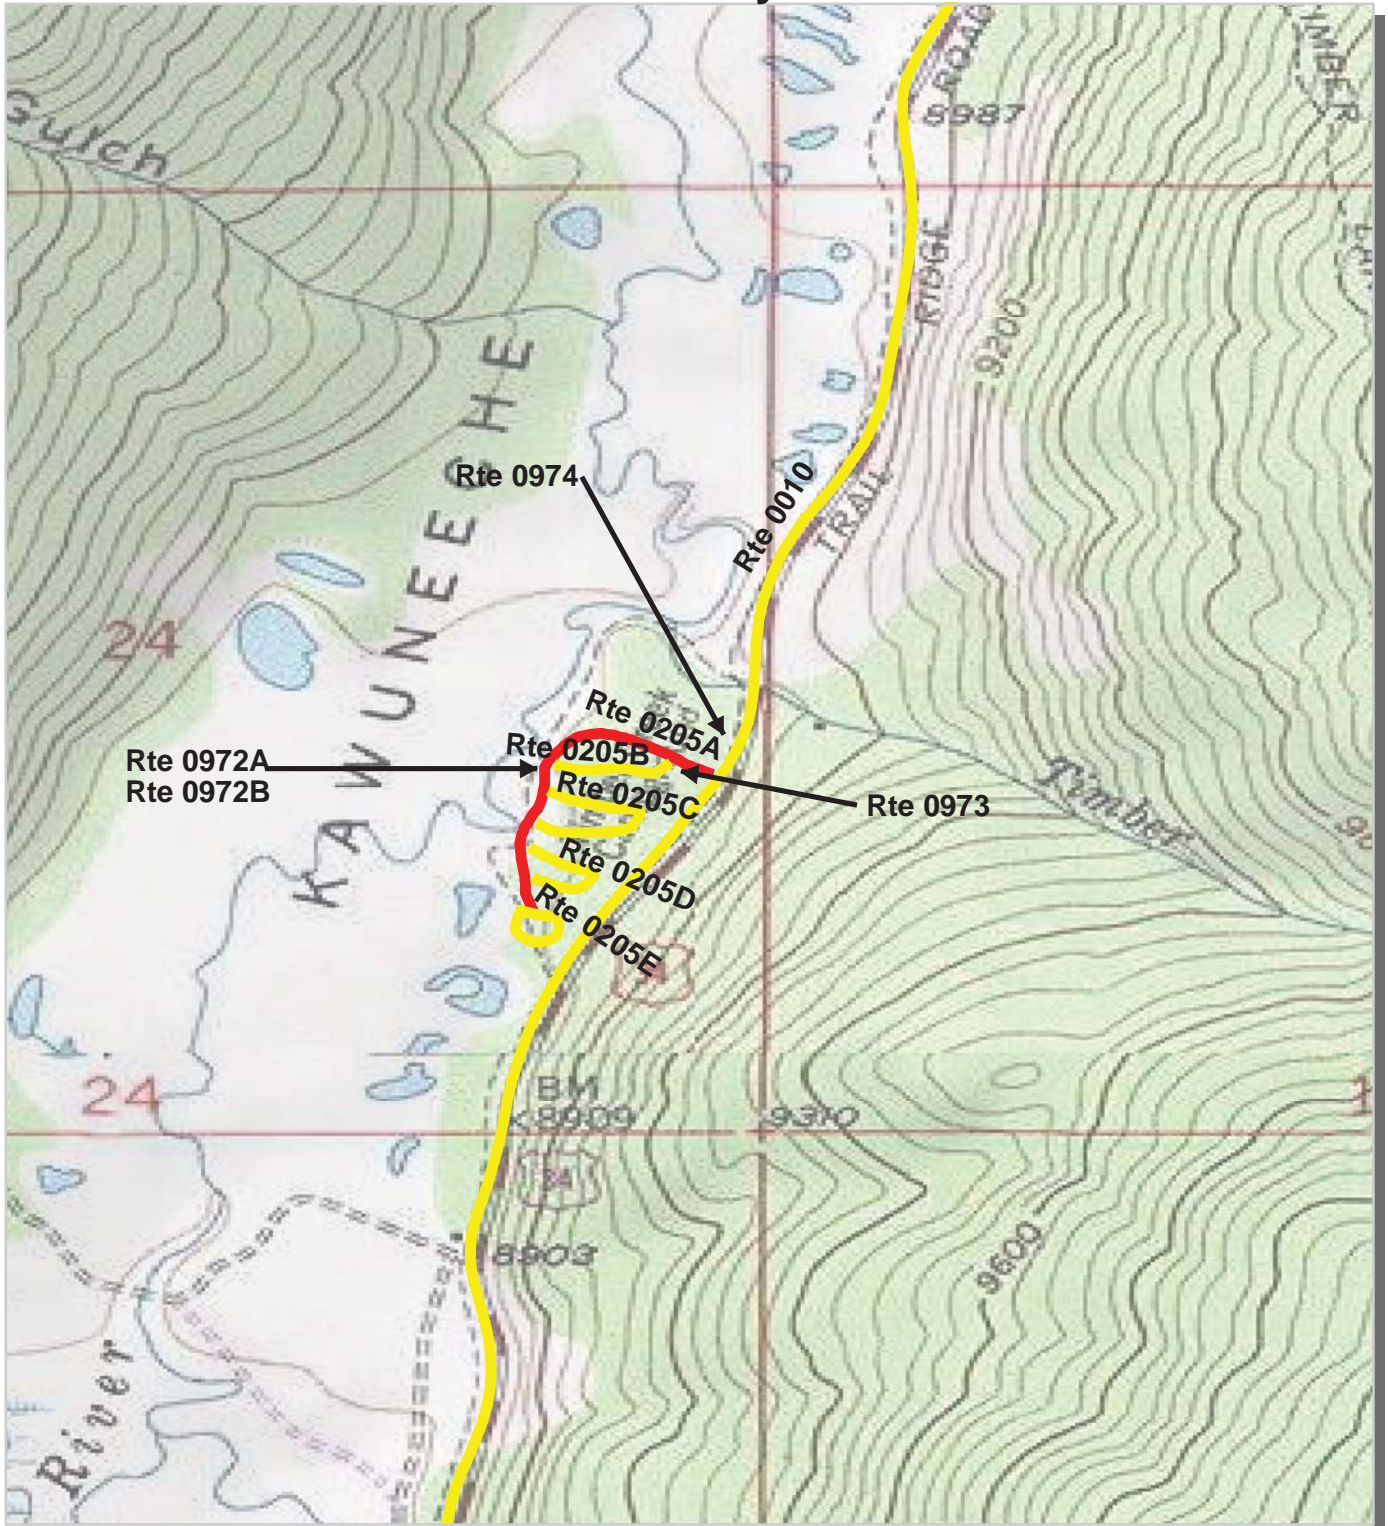 Gulch
ROAD
8987
RIDGE
9200
KAWUNEECHE
Rte 0974
Rte 0010
TRAIL
24
Rte 0205A
Rte 0205B
Rte 0972A
Rte 0972B
Rte 0205C
Rte 0973
Timber
Rte 0205D
Rte 0205E
24
BM
8909
9310
34
8903
9600
River